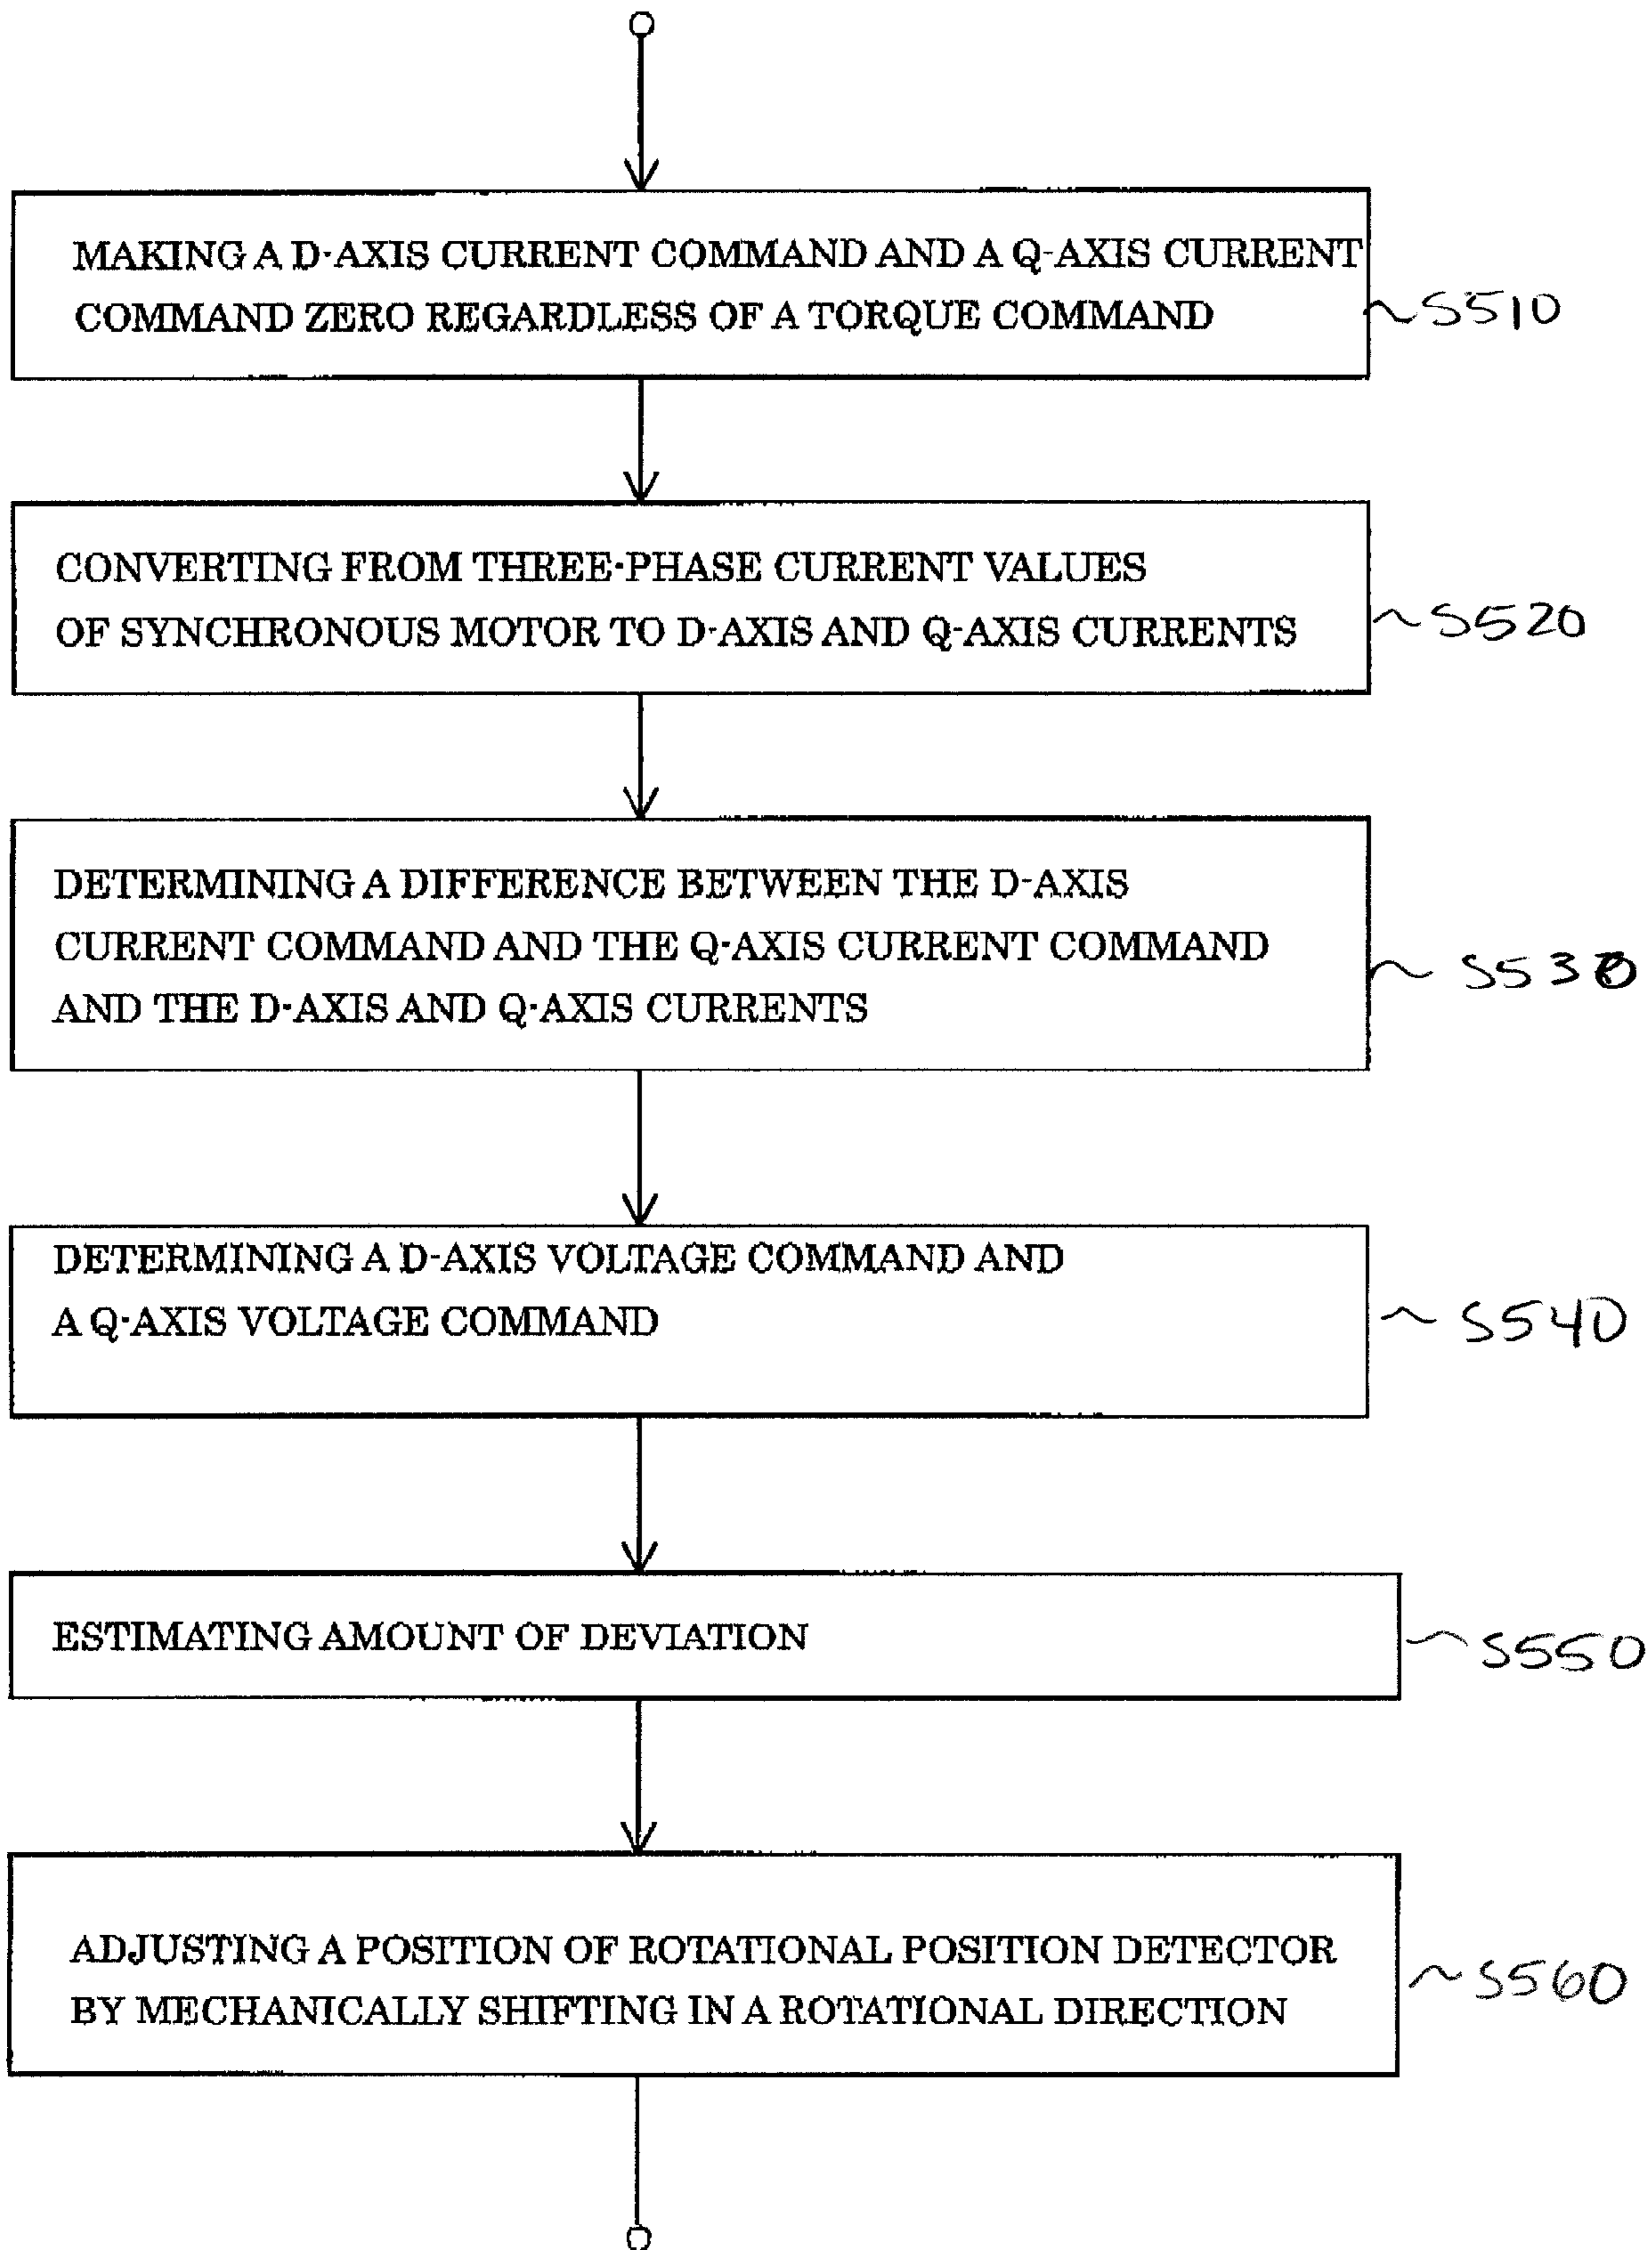 MAKING A D-AXIS CURRENT COMMAND AND A Q-AXIS CURRENT
COMMAND ZERO REGARDLESS OF A TORQUE COMMAND
~S510
CONVERTING FROM THREE-PHASE CURRENT VALUES
OF SYNCHRONOUS MOTOR TO D-AXIS AND Q-AXIS CURRENTS
~S520
DETERMINING A DIFFERENCE BETWEEN THE D-AXIS
CURRENT COMMAND AND THE Q-AXIS CURRENT COMMAND
AND THE D-AXIS AND Q-AXIS CURRENTS
~S530
DETERMINING A D-AXIS VOLTAGE COMMAND AND
A Q-AXIS VOLTAGE COMMAND
~S540
ESTIMATING AMOUNT OF DEVIATION
~S550
ADJUSTING A POSITION OF ROTATIONAL POSITION DETECTOR
BY MECHANICALLY SHIFTING IN A ROTATIONAL DIRECTION
~S560